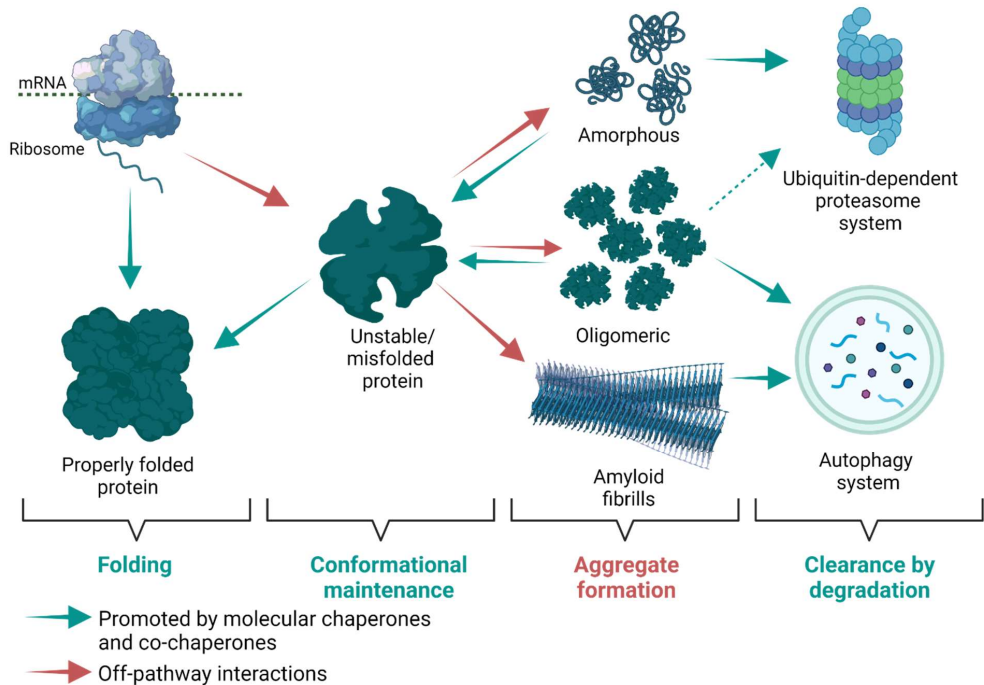 mRNA
Ribosome
Amorphous
Ubiquitin-dependent
proteasome
system
Unstable/
misfolded
protein
Oligomeric
Properly folded
protein
Amyloid
fibrills
Autophagy
system
Folding
Conformational
maintenance
Aggregate
formation
Clearance by
degradation
Promoted by molecular chaperones
and co-chaperones
Off-pathway interactions